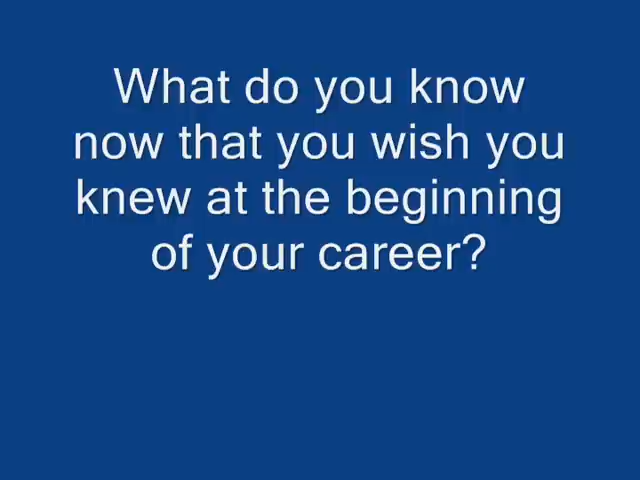 What do you know
now that you wish you
knew at the beginning
of your career?